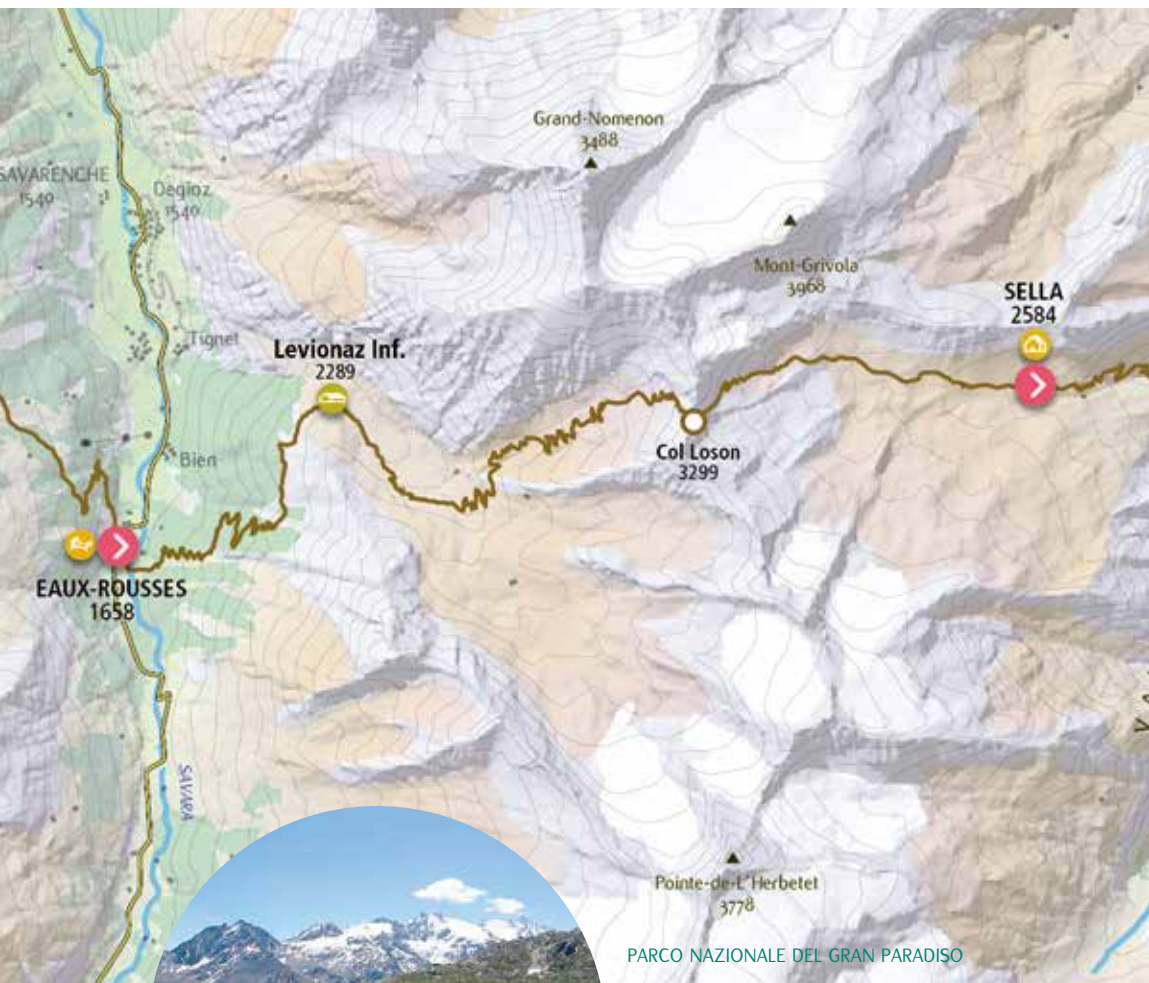 Grand-Nomenon
3488
SAVARENCHE
1540
Degioz
1540
Mont-Grivola
3968
SELLA
2584
Tignet
Levionaz Inf.
2289
Bien
Col Loson
3299
EAUX-ROUSSES
1658
SAVARA
Pointe-de-L'Herbetet
3778
PARCO NAZIONALE DEL GRAN PARADISO